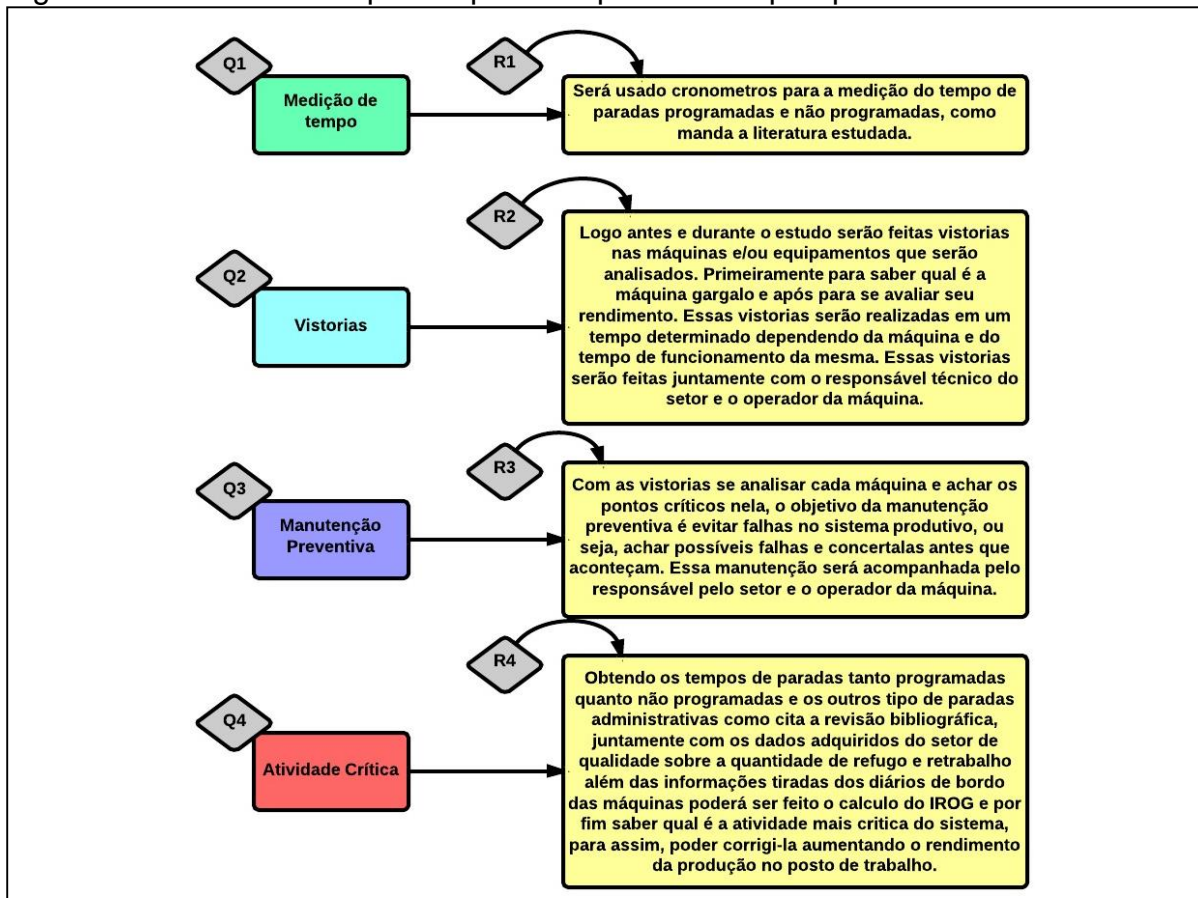 Q1
Medição de
tempo
R1
Será usado cronometros para a medição do tempo de
paradas programadas e não programadas, como
manda a literatura estudada.
Q2
Vistorias
R2
Logo antes e durante o estudo serão feitas vistorias
nas máquinas e/ou equipamentos que serão
analisados. Primeiramente para saber qual é a
máquina gargalo e após para se avaliar seu
rendimento. Essas vistorias serão realizadas em um
tempo determinado dependendo da máquina e do
tempo de funcionamento da mesma. Essas vistorias
serão feitas juntamente com o responsável técnico do
setor e o operador da máquina.
Q3
Manutenção
Preventiva
R3
Com as vistorias se analisar cada máquina e achar os
pontos críticos nela, o objetivo da manutenção
preventiva é evitar falhas no sistema produtivo, ou
seja, achar possíveis falhas e concertalas antes que
aconteçam. Essa manutenção será acompanhada pelo
responsável pelo setor e o operador da máquina.
Q4
Atividade Crítica
R4
Obtendo os tempos de paradas tanto programadas
quanto não programadas e os outros tipo de paradas
administrativas como cita a revisão bibliográfica,
juntamente com os dados adquiridos do setor de
qualidade sobre a quantidade de refugo e retrabalho
além das informações tiradas dos diários de bordo
das máquinas poderá ser feito o calculo do IROG e por
fim saber qual é a atividade mais critica do sistema,
para assim, poder corrigi-la aumentando o rendimento
da produção no posto de trabalho.